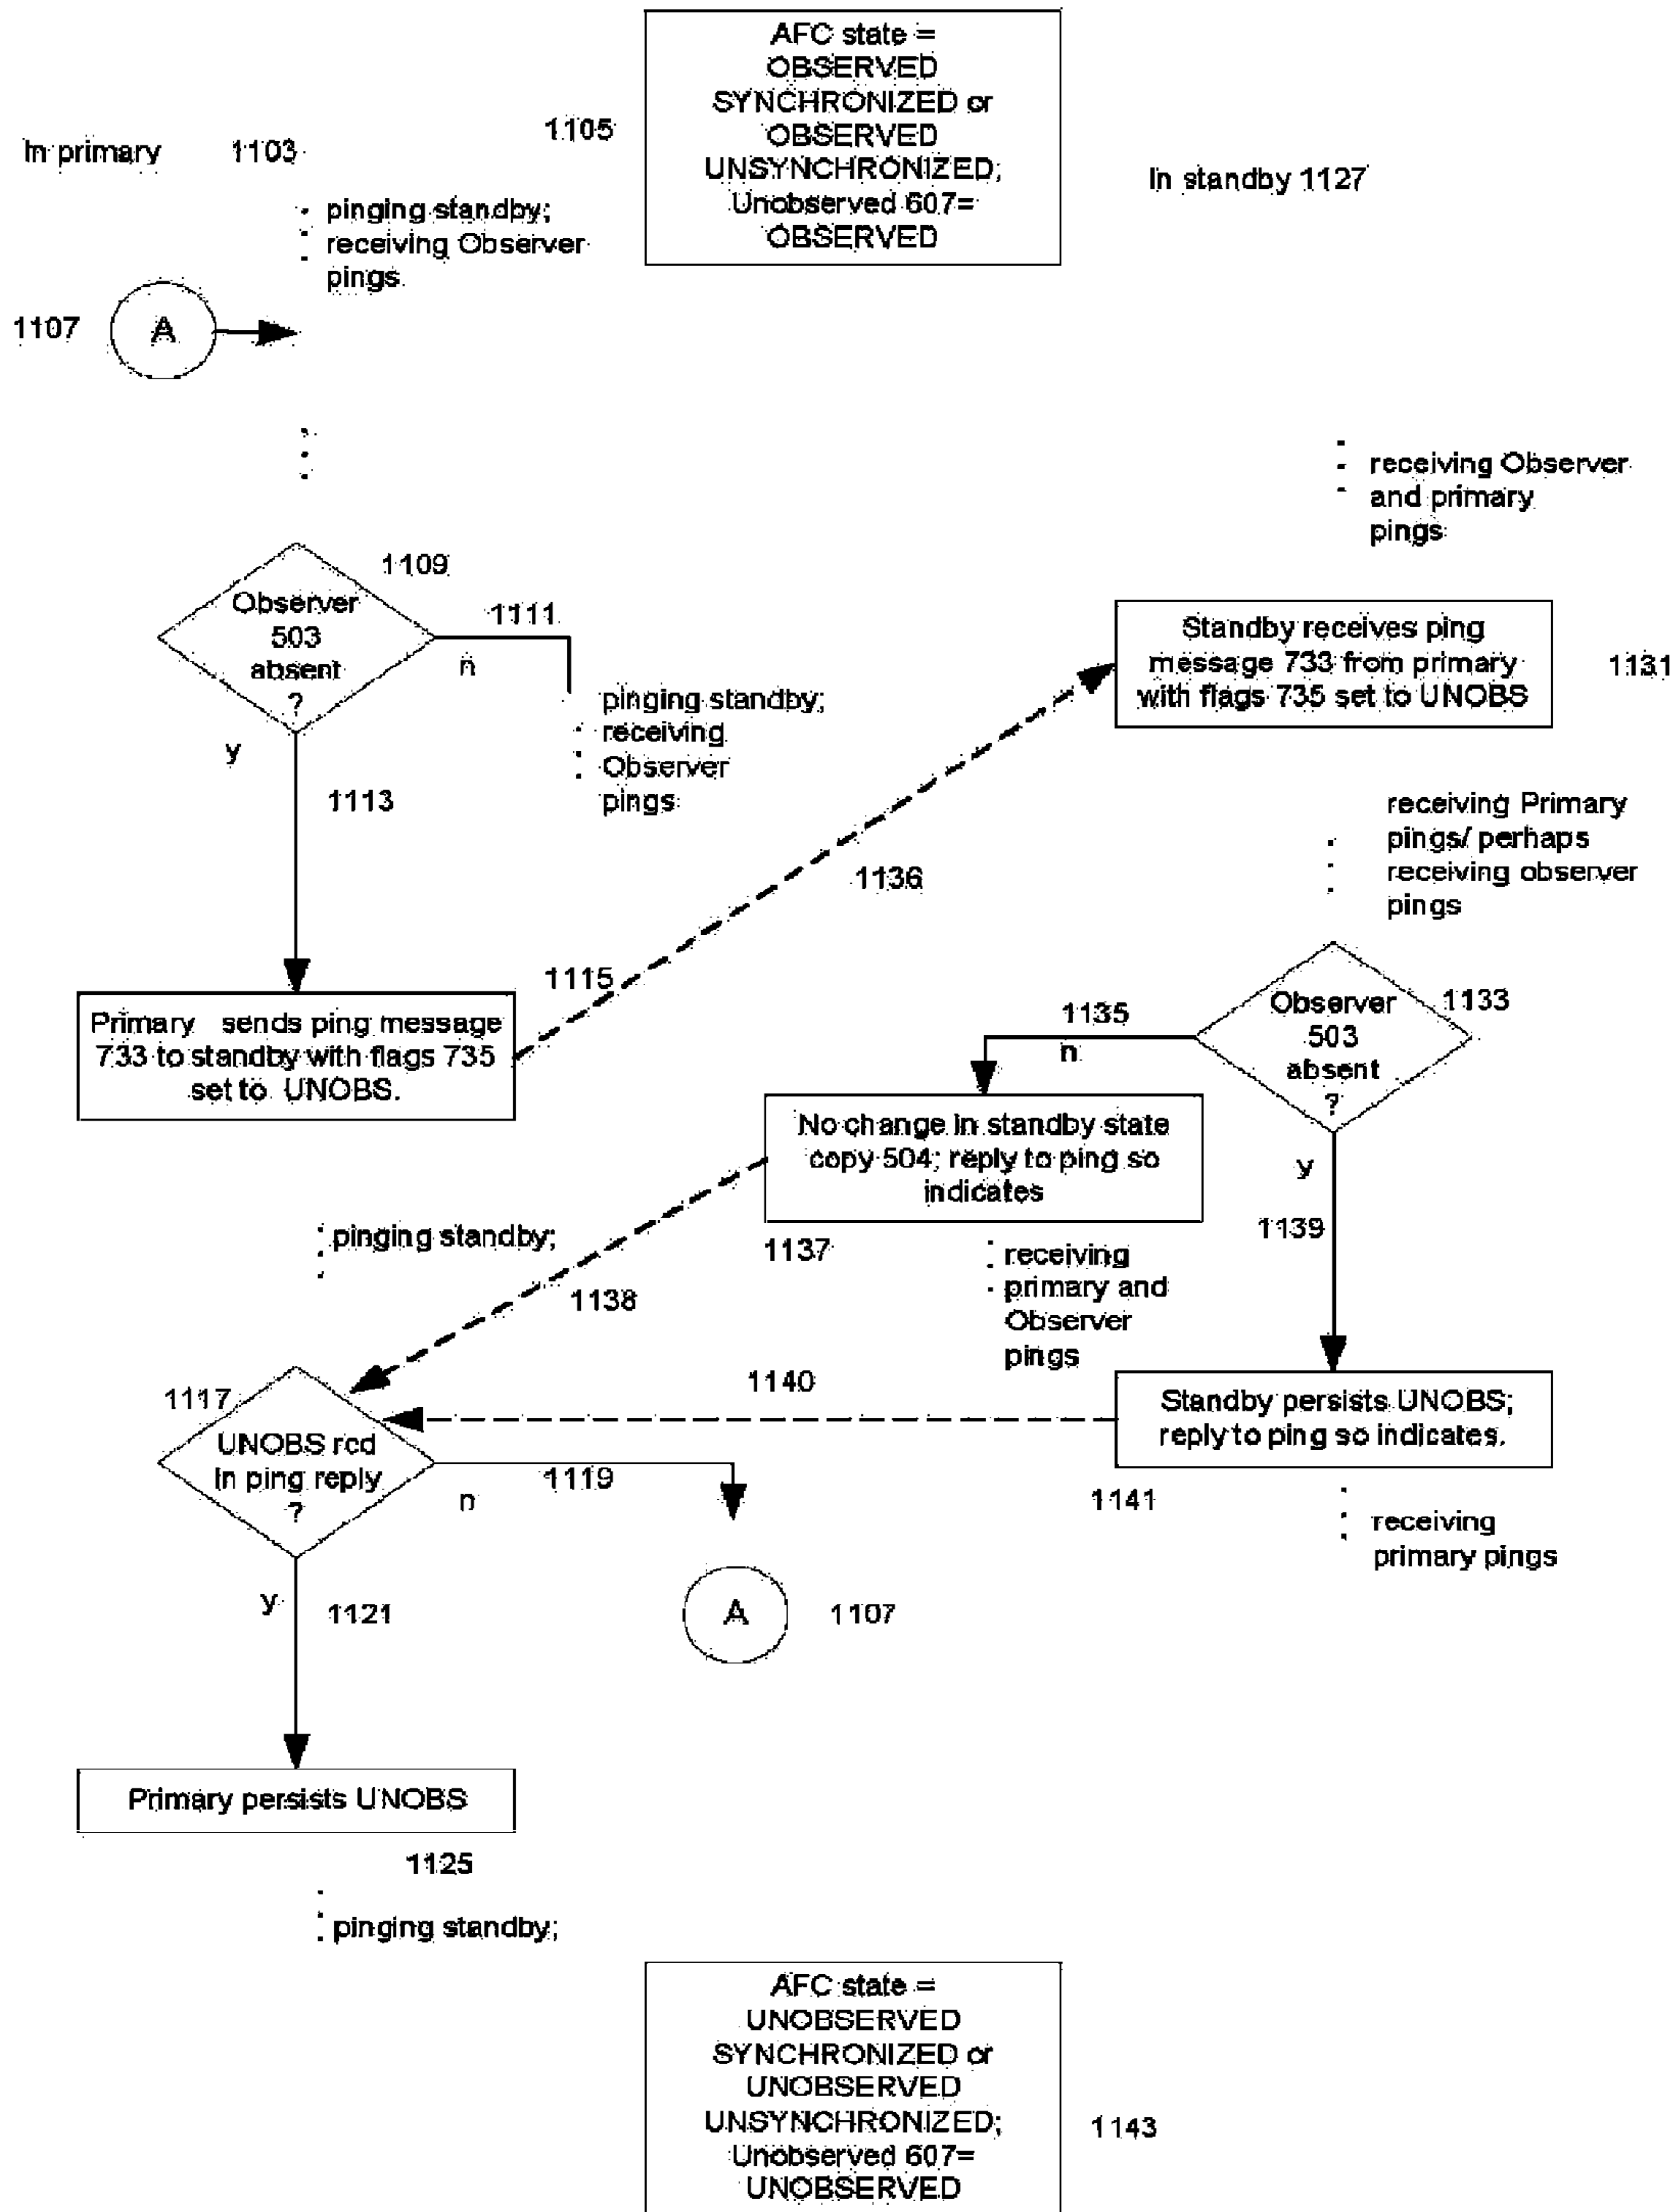 AFC state =
OBSERVED
SYNCHRONIZED or
OBSERVED
UNSYNCHRONIZED;
Unobserved 607=
OBSERVED
1105
In primary 1103
In standby 1127
pinging standby;
receiving Observer
pings
1107
A
receiving Observer
and primary
pings
1109
Observer
503
absent
?
1111
n
y
1113
pinging standby;
receiving
Observer
pings
Standby receives ping
message 733 from primary
with flags 735 set to UNOBS
1131
1136
receiving Primary
pings/ perhaps
receiving observer
pings
1115
Primary sends ping message
733 to standby with flags 735
set to UNOBS.
1133
Observer
503
absent
?
1135
n
y
1139
No change in standby state
copy 504; reply to ping so
indicates
1137
receiving
primary and
Observer
pings
pinging standby;
1138
1140
Standby persists UNOBS;
reply to ping so indicates.
1141
receiving
primary pings
1117
UNOBS rcd
in ping reply
?
1119
n
y
1121
A
1107
Primary persists UNOBS
1125
pinging standby;
AFC state =
UNOBSERVED
SYNCHRONIZED or
UNOBSERVED
UNSYNCHRONIZED;
Unobserved 607=
UNOBSERVED
1143